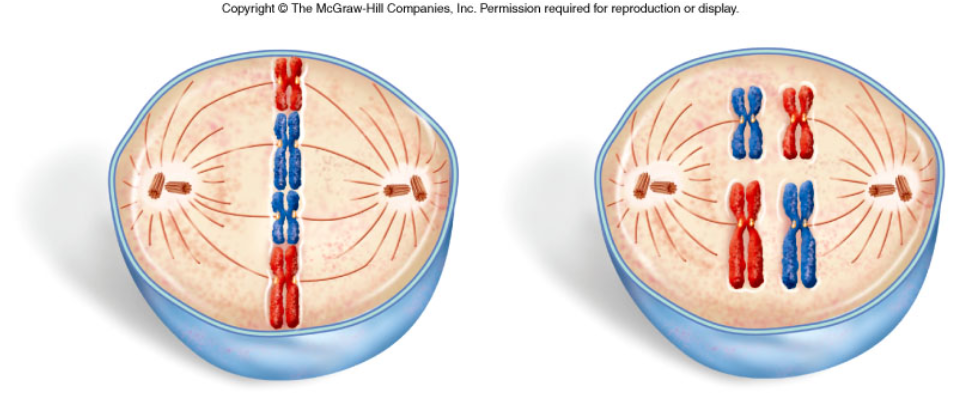 Copyright © The McGraw-Hill Companies, Inc. Permission required for reproduction or display.